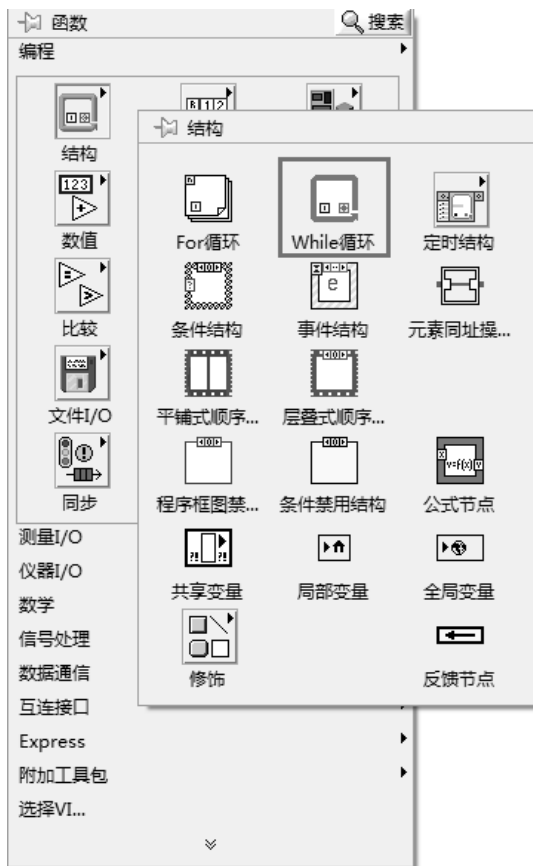 函数 搜索
编程
结构
数值
比较
文件I/O
同步
测量I/O
仪器I/O
数学
信号处理
数据通信
互连接口
Express
附加工具包
选择VI...
结构
For循环 While循环 定时结构
条件结构 事件结构 元素同址操...
平铺式顺序... 层叠式顺序...
程序框图禁... 条件禁用结构 公式节点
共享变量 局部变量 全局变量
修饰 反馈节点